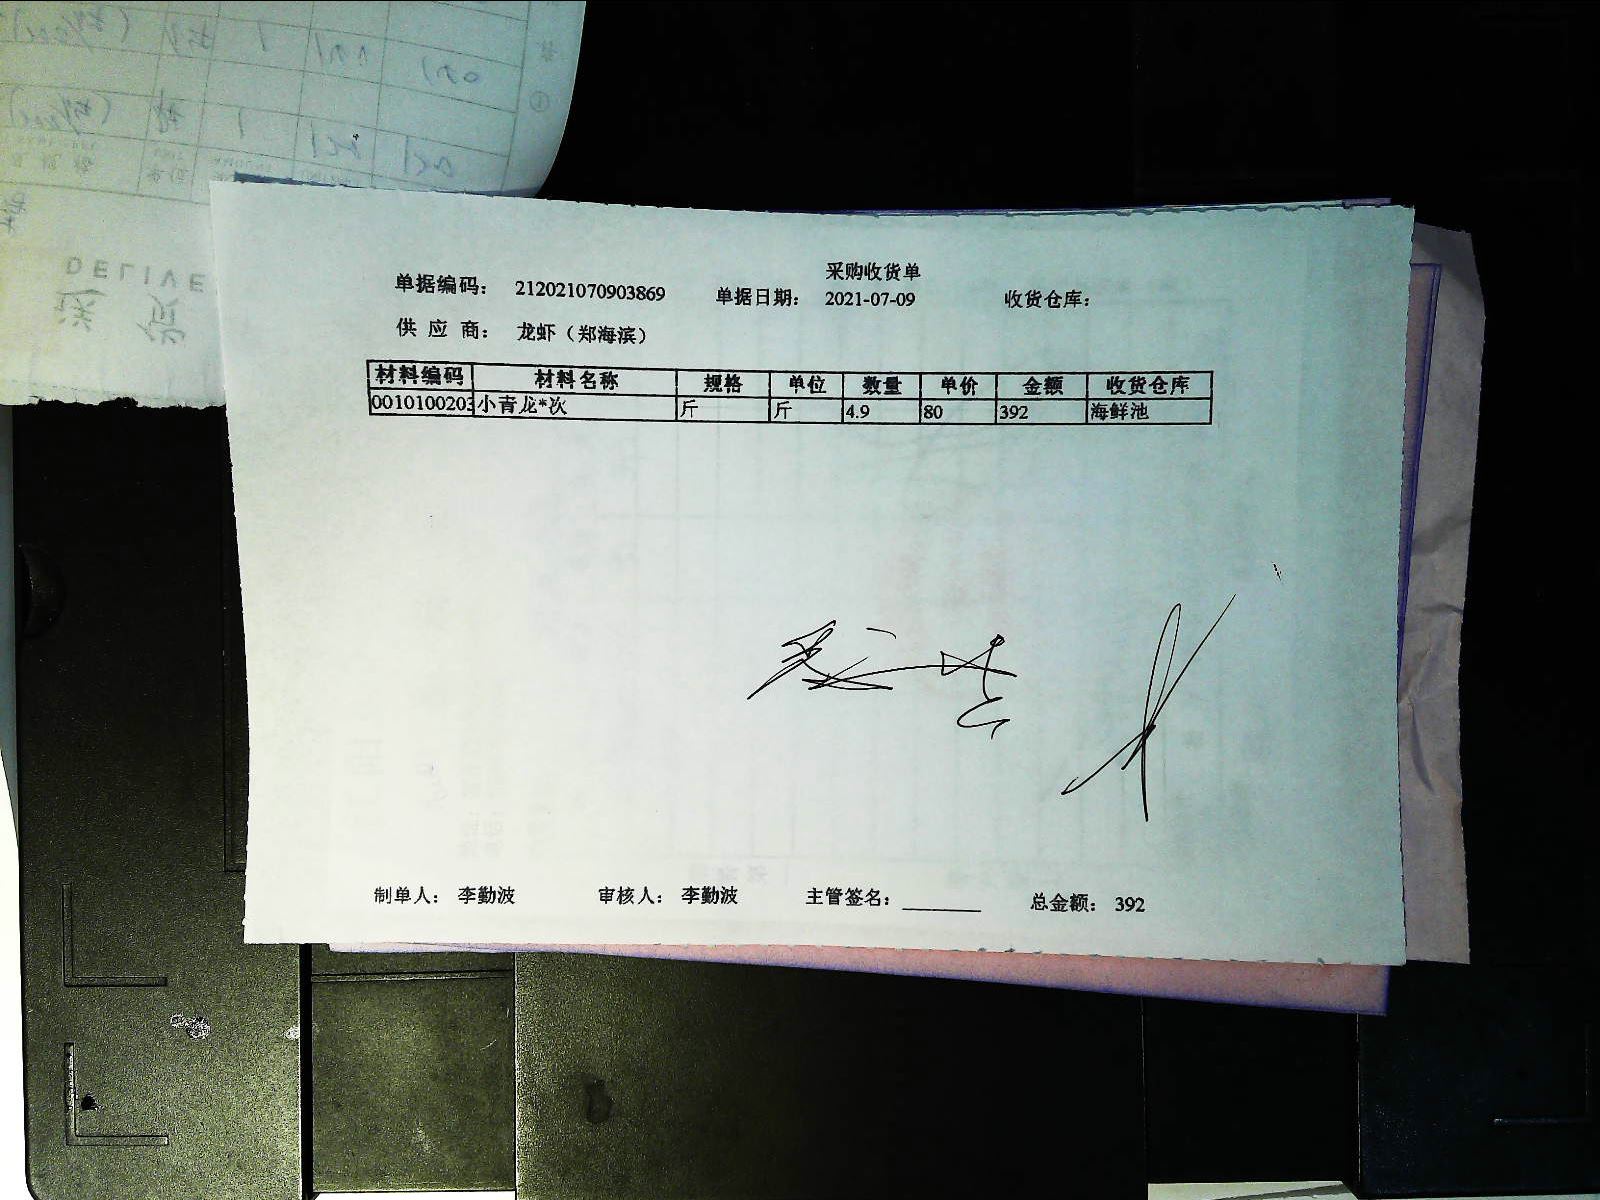 采购收货单
单据编码： 212021070903869 单据日期： 2021-07-09 收货仓库：
供 应 商： 龙虾（郑海滨）
材料编码 材料名称 规格 单位 数量 单价 金额 收货仓库
0010100203 小青龙*次 斤 斤 4.9 80 392 海鲜池
制单人： 李勤波 审核人： 李勤波 主管签名： 总金额： 392
DELIVE